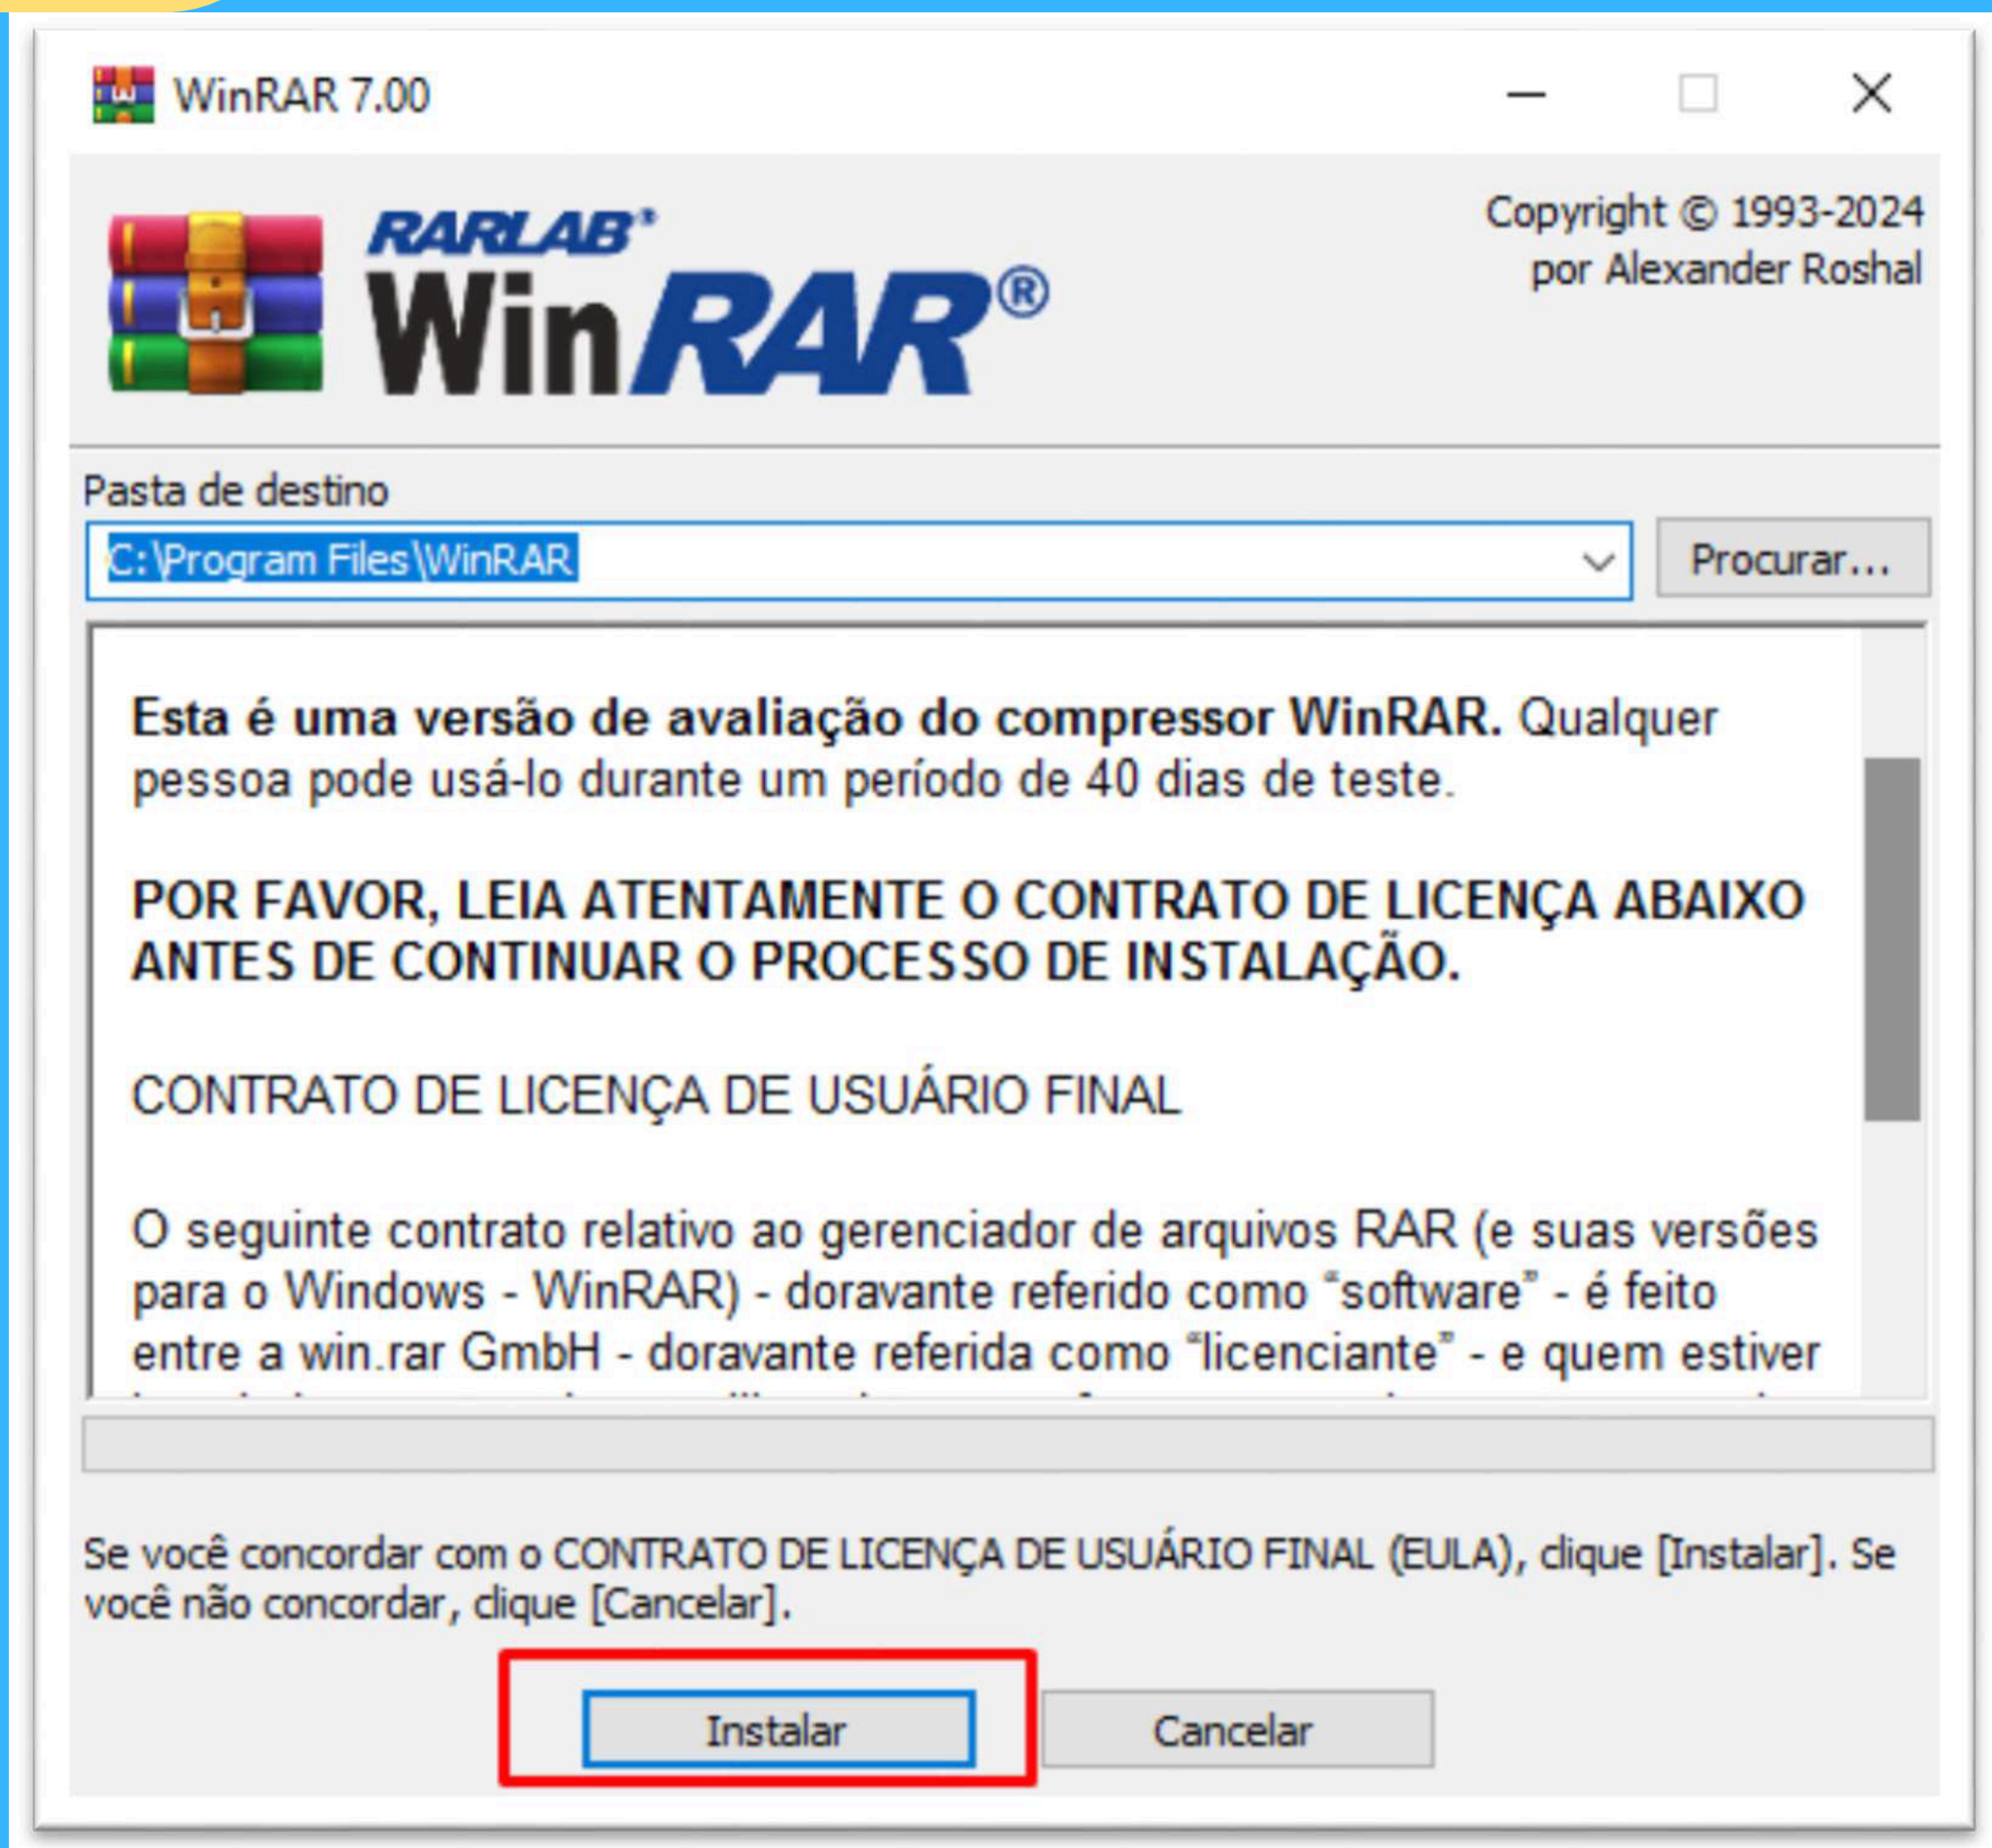 WinRAR 7.00
RARLAB®
WinRAR®
Copyright © 1993-2024
por Alexander Roshal
Pasta de destino
C:\Program Files\WinRAR
Procurar...
Esta é uma versão de avaliação do compressor WinRAR. Qualquer
pessoa pode usá-lo durante um período de 40 dias de teste.
POR FAVOR, LEIA ATENTAMENTE O CONTRATO DE LICENÇA ABAIXO
ANTES DE CONTINUAR O PROCESSO DE INSTALAÇÃO.
CONTRATO DE LICENÇA DE USUÁRIO FINAL
O seguinte contrato relativo ao gerenciador de arquivos RAR (e suas versões
para o Windows - WinRAR) - doravante referido como “software” - é feito
entre a win.rar GmbH - doravante referida como “licenciante” - e quem estiver
Se você concordar com o CONTRATO DE LICENÇA DE USUÁRIO FINAL (EULA), clique [Instalar]. Se
você não concordar, clique [Cancelar].
Instalar
Cancelar